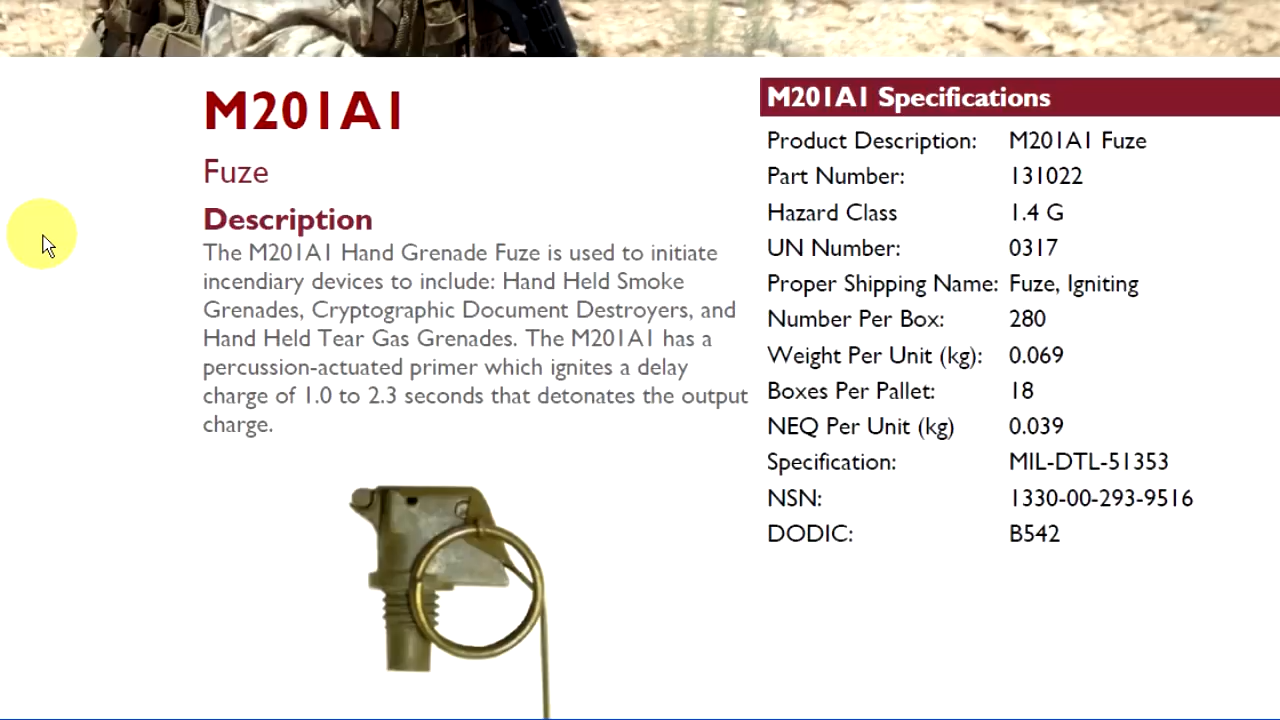 M201A1
Fuze
Description
The M201A1 Hand Grenade Fuze is used to initiate
incendiary devices to include: Hand Held Smoke
Grenades, Cryptographic Document Destroyers, and
Hand Held Tear Gas Grenades. The M201A1 has a
percussion-actuated primer which ignites a delay
charge of 1.0 to 2.3 seconds that detonates the output
charge.
M201A1 Specifications
Product Description: M201A1 Fuze
Part Number: 131022
Hazard Class 1.4 G
UN Number: 0317
Proper Shipping Name: Fuze, Igniting
Number Per Box: 280
Weight Per Unit (kg): 0.069
Boxes Per Pallet: 18
NEQ Per Unit (kg) 0.039
Specification: MIL-DTL-51353
NSN: 1330-00-293-9516
DODIC: B542